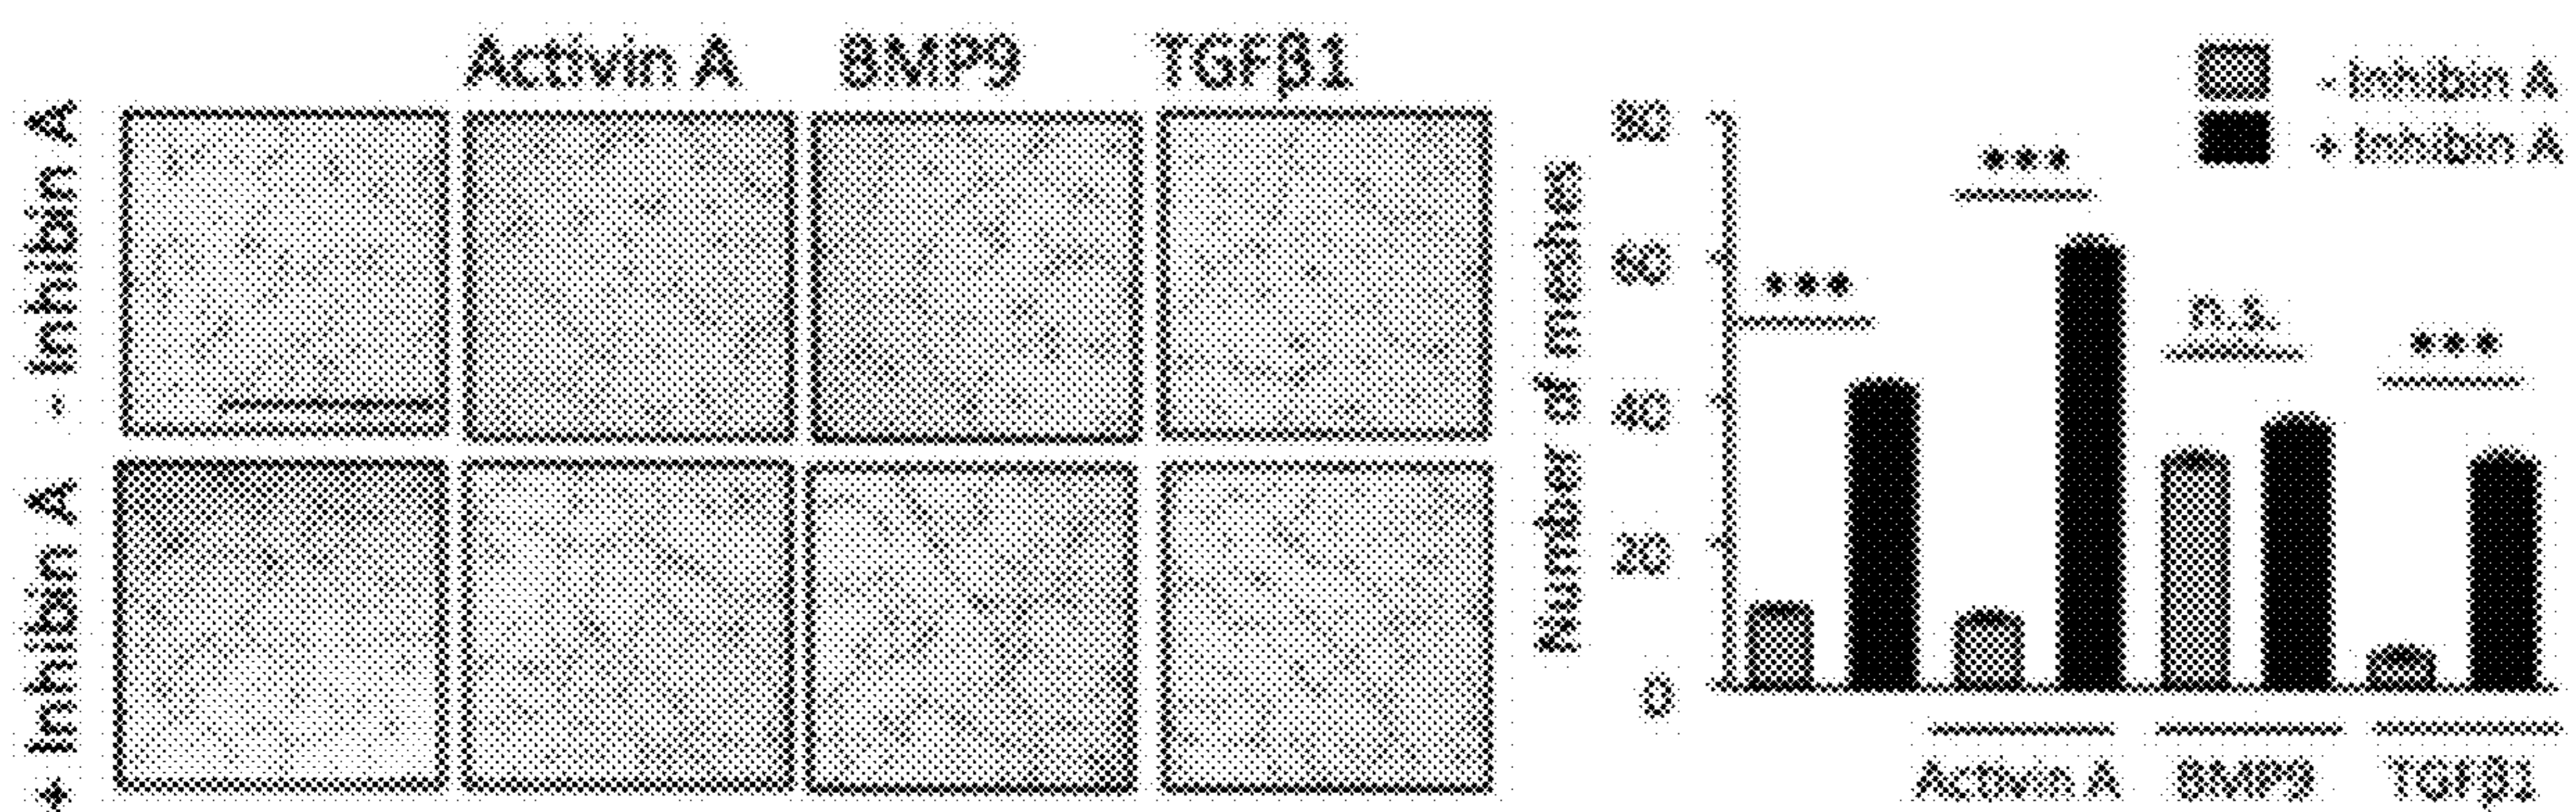 Activin A BMP9 TGFβ1
- Inhibin A
+ Inhibin A
Number of meshes
80
60
40
20
0
- Inhibin A
+ Inhibin A
***
***
n.s.
***
Activin A BMP9 TGFβ1